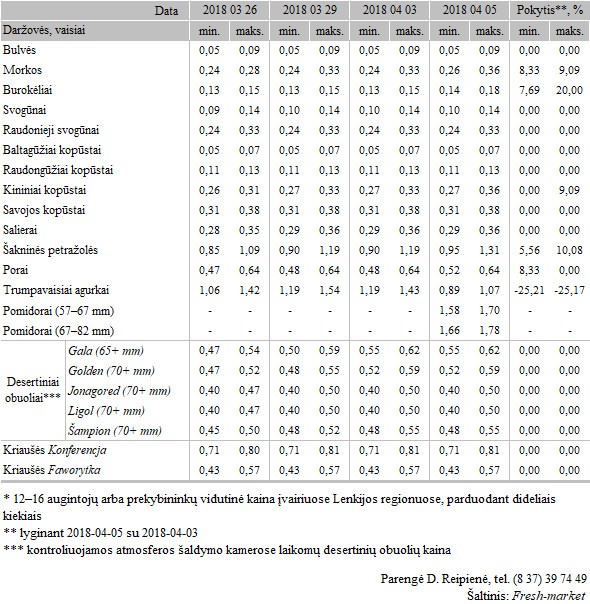 Data 2018 03 26 2018 03 29 2018 04 03 2018 04 05 Pokytis**, %
Daržovės, vaisiai min. maks. min. maks. min. maks. min. maks. min. maks.
Bulvės 0,05 0,09 0,05 0,09 0,05 0,09 0,05 0,09 0,00 0,00
Morkos 0,24 0,28 0,24 0,33 0,24 0,33 0,26 0,36 8,33 9,09
Burokėliai 0,13 0,15 0,13 0,15 0,13 0,15 0,14 0,18 7,69 20,00
Svogūnai 0,09 0,14 0,10 0,14 0,10 0,14 0,10 0,14 0,00 0,00
Raudonieji svogūnai 0,24 0,33 0,24 0,33 0,24 0,33 0,24 0,33 0,00 0,00
Baltagūžiai kopūstai 0,05 0,07 0,05 0,07 0,05 0,07 0,05 0,07 0,00 0,00
Raudongūžiai kopūstai 0,11 0,13 0,11 0,13 0,11 0,13 0,11 0,13 0,00 0,00
Kininiai kopūstai 0,26 0,31 0,27 0,33 0,27 0,33 0,27 0,36 0,00 9,09
Savojos kopūstai 0,31 0,38 0,31 0,38 0,31 0,38 0,31 0,38 0,00 0,00
Salierai 0,28 0,35 0,29 0,36 0,29 0,36 0,29 0,36 0,00 0,00
Šakninės petražolės 0,85 1,09 0,90 1,19 0,90 1,19 0,95 1,31 5,56 10,08
Porai 0,47 0,64 0,48 0,64 0,48 0,64 0,52 0,64 8,33 0,00
Trumpavaisiai agurkai 1,06 1,42 1,19 1,54 1,19 1,43 0,89 1,07 -25,21 -25,17
Pomidorai (57–67 mm) - - - - - - 1,58 1,70 - -
Pomidorai (67–82 mm) - - - - - - 1,66 1,78 - -
Desertiniai obuoliai*** Gala (65+ mm) 0,47 0,54 0,50 0,59 0,55 0,62 0,55 0,62 0,00 0,00
Golden (70+ mm) 0,47 0,52 0,48 0,55 0,52 0,59 0,52 0,59 0,00 0,00
Jonagored (70+ mm) 0,40 0,47 0,40 0,50 0,40 0,50 0,40 0,50 0,00 0,00
Ligol (70+ mm) 0,40 0,47 0,40 0,50 0,40 0,50 0,40 0,50 0,00 0,00
Šampion (70+ mm) 0,45 0,50 0,48 0,52 0,48 0,55 0,48 0,55 0,00 0,00
Kriaušės Konferencja 0,71 0,80 0,71 0,81 0,71 0,81 0,71 0,81 0,00 0,00
Kriaušės Faworytka 0,43 0,57 0,43 0,57 0,43 0,57 0,43 0,57 0,00 0,00
* 12–16 augintojų arba prekybininkų vidutinė kaina įvairiuose Lenkijos regionuose, parduodant dideliais
kiekiais
** lyginant 2018-04-05 su 2018-04-03
*** kontroliuojamos atmosferos šaldymo kamerose laikomų desertinių obuolių kaina
Parengė D. Reipienė, tel. (8 37) 39 74 49
Šaltinis: Fresh-market